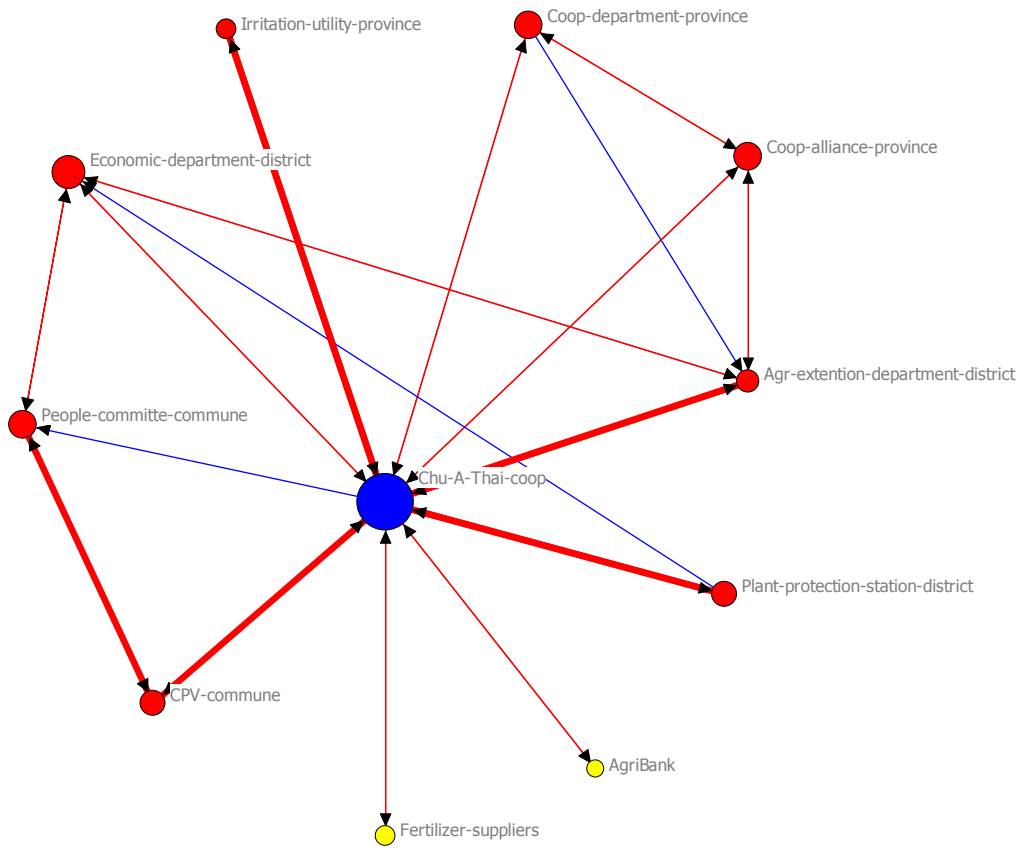 Coop-department-province
Irritation-utility-province
Coop-alliance-province
Economic-department-district
Agr-extention-department-district
People-committe-commune
Chu-A-Thai-coop
Plant-protection-station-district
CPV-commune
AgriBank
Fertilizer-suppliers